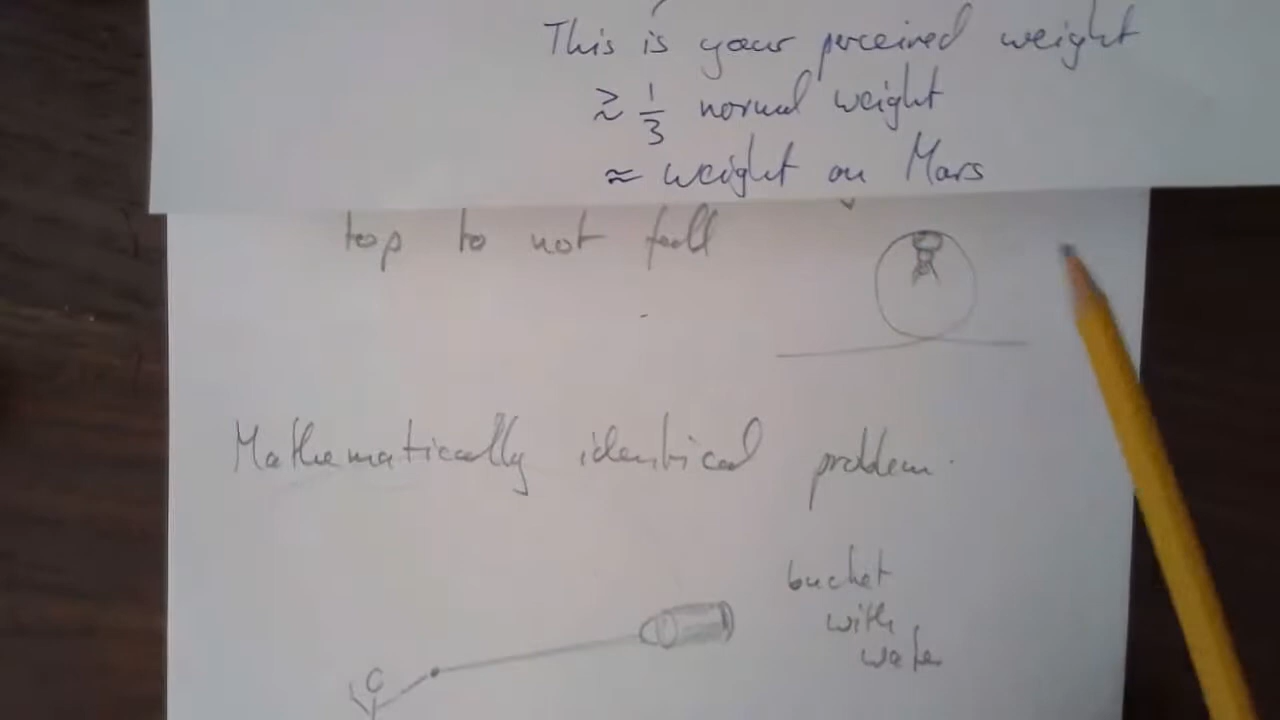 This is your perceived weight
≳ 1/3 normal weight
≈ weight on Mars
top to not fall
Mathematically identical problem.
bucket
with
water